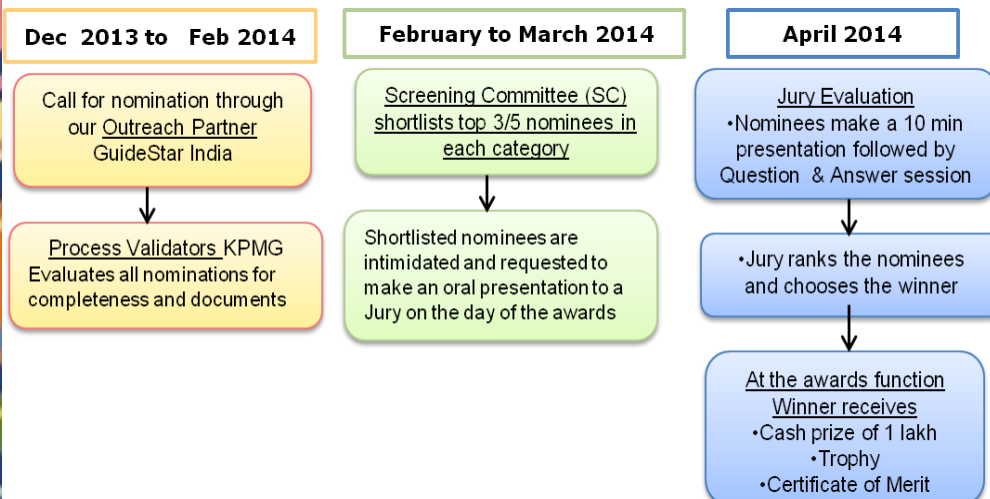 Dec 2013 to Feb 2014
Call for nomination through
our Outreach Partner
GuideStar India
Process Validators KPMG
Evaluates all nominations for
completeness and documents
February to March 2014
Screening Committee (SC)
shortlists top 3/5 nominees in
each category
Shortlisted nominees are
intimidated and requested to
make an oral presentation to a
Jury on the day of the awards
April 2014
Jury Evaluation
•Nominees make a 10 min
presentation followed by
Question & Answer session
•Jury ranks the nominees
and chooses the winner
At the awards function
Winner receives
•Cash prize of 1 lakh
•Trophy
•Certificate of Merit